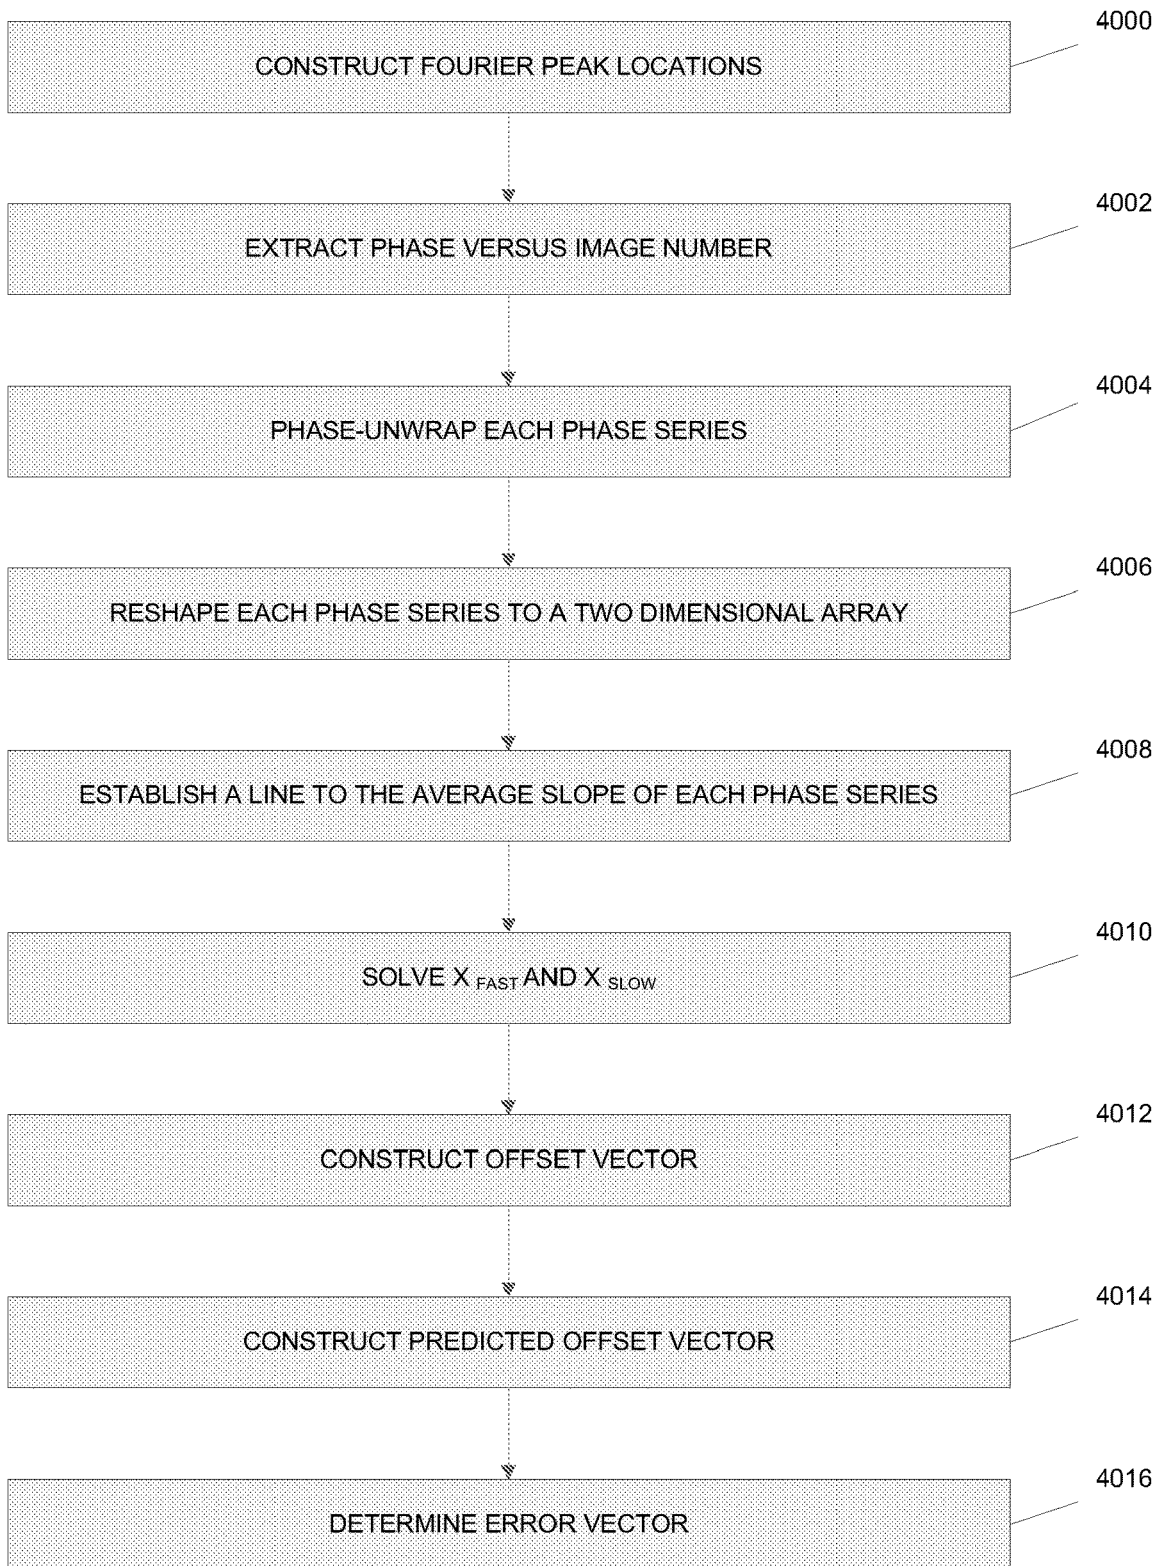 4000
CONSTRUCT FOURIER PEAK LOCATIONS
4002
EXTRACT PHASE VERSUS IMAGE NUMBER
4004
PHASE-UNWRAP EACH PHASE SERIES
4006
RESHAPE EACH PHASE SERIES TO A TWO DIMENSIONAL ARRAY
4008
ESTABLISH A LINE TO THE AVERAGE SLOPE OF EACH PHASE SERIES
4010
SOLVE X FAST AND X SLOW
4012
CONSTRUCT OFFSET VECTOR
4014
CONSTRUCT PREDICTED OFFSET VECTOR
4016
DETERMINE ERROR VECTOR